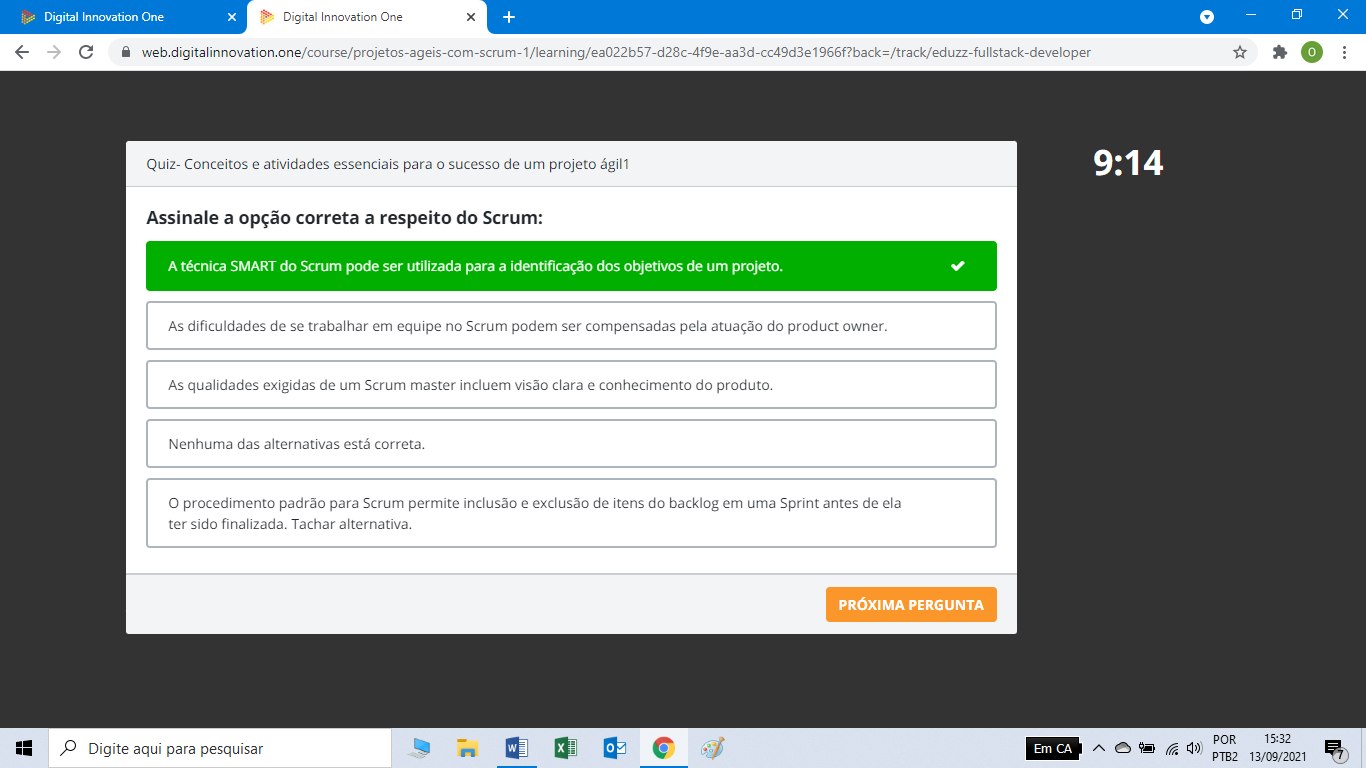 Digital Innovation One
Digital Innovation One
web.digitalinnovation.one/course/projetos-ageis-com-scrum-1/learning/ea022b57-d28c-4f9e-aa3d-cc49d3e1966f?back=/track/eduzz-fullstack-developer
O
Quiz- Conceitos e atividades essenciais para o sucesso de um projeto ágil1
9:14
Assinale a opção correta a respeito do Scrum:
A técnica SMART do Scrum pode ser utilizada para a identificação dos objetivos de um projeto.
As dificuldades de se trabalhar em equipe no Scrum podem ser compensadas pela atuação do product owner.
As qualidades exigidas de um Scrum master incluem visão clara e conhecimento do produto.
Nenhuma das alternativas está correta.
O procedimento padrão para Scrum permite inclusão e exclusão de itens do backlog em uma Sprint antes de ela
ter sido finalizada. Tachar alternativa.
PRÓXIMA PERGUNTA
Digite aqui para pesquisar
Em CA
POR
PTB2
15:32
13/09/2021
7